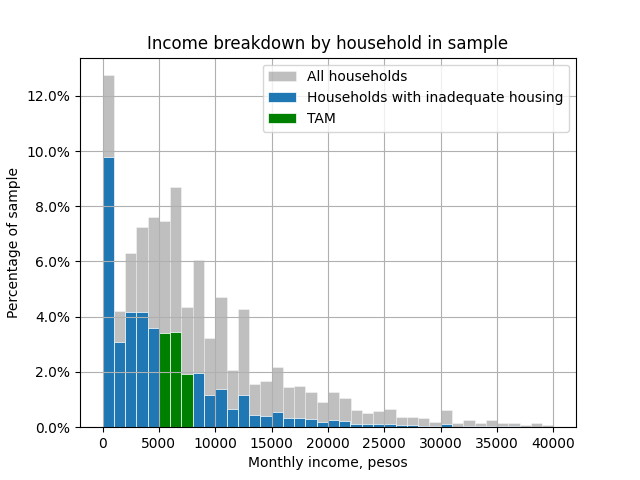 Income breakdown by household in sample
All households
Households with inadequate housing
TAM
12.0%
10.0%
8.0%
6.0%
4.0%
2.0%
0.0%
Percentage of sample
0 5000 10000 15000 20000 25000 30000 35000 40000
Monthly income, pesos